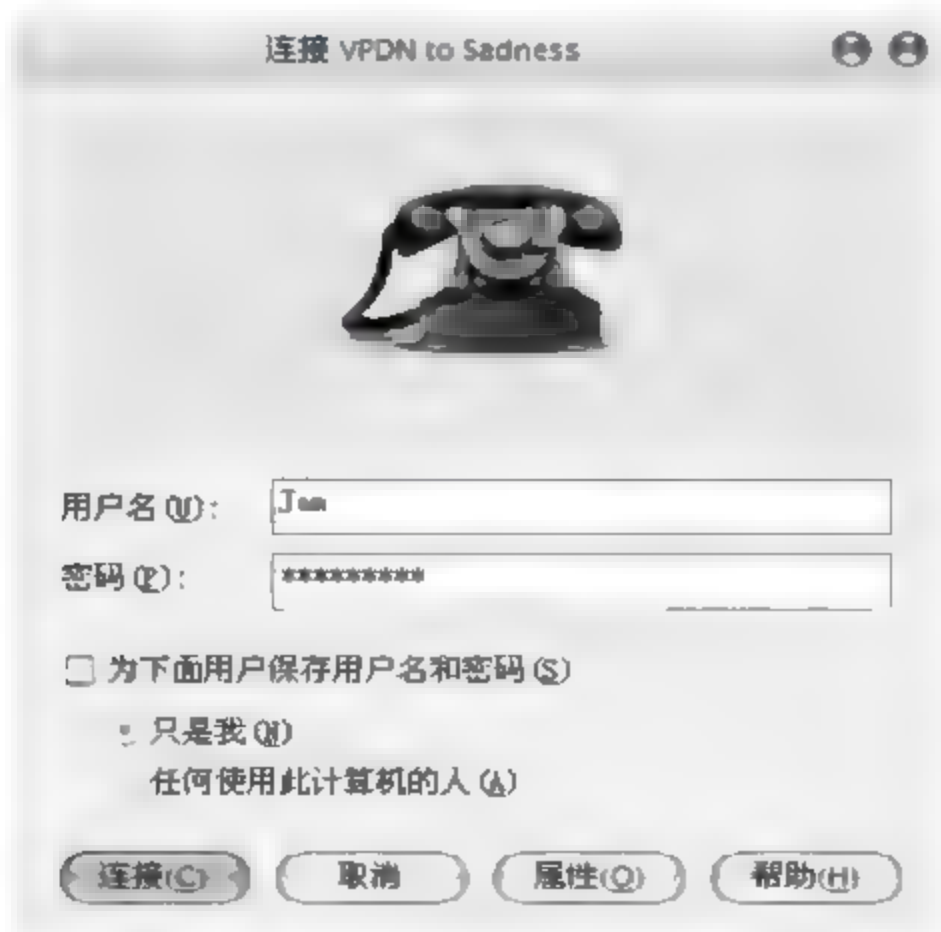 连接 VPDN to Sadness
用户名(U):
密码(P): *********
为下面用户保存用户名和密码(S)
只是我(N)
任何使用此计算机的人(A)
连接(C) 取消 属性(O) 帮助(H)